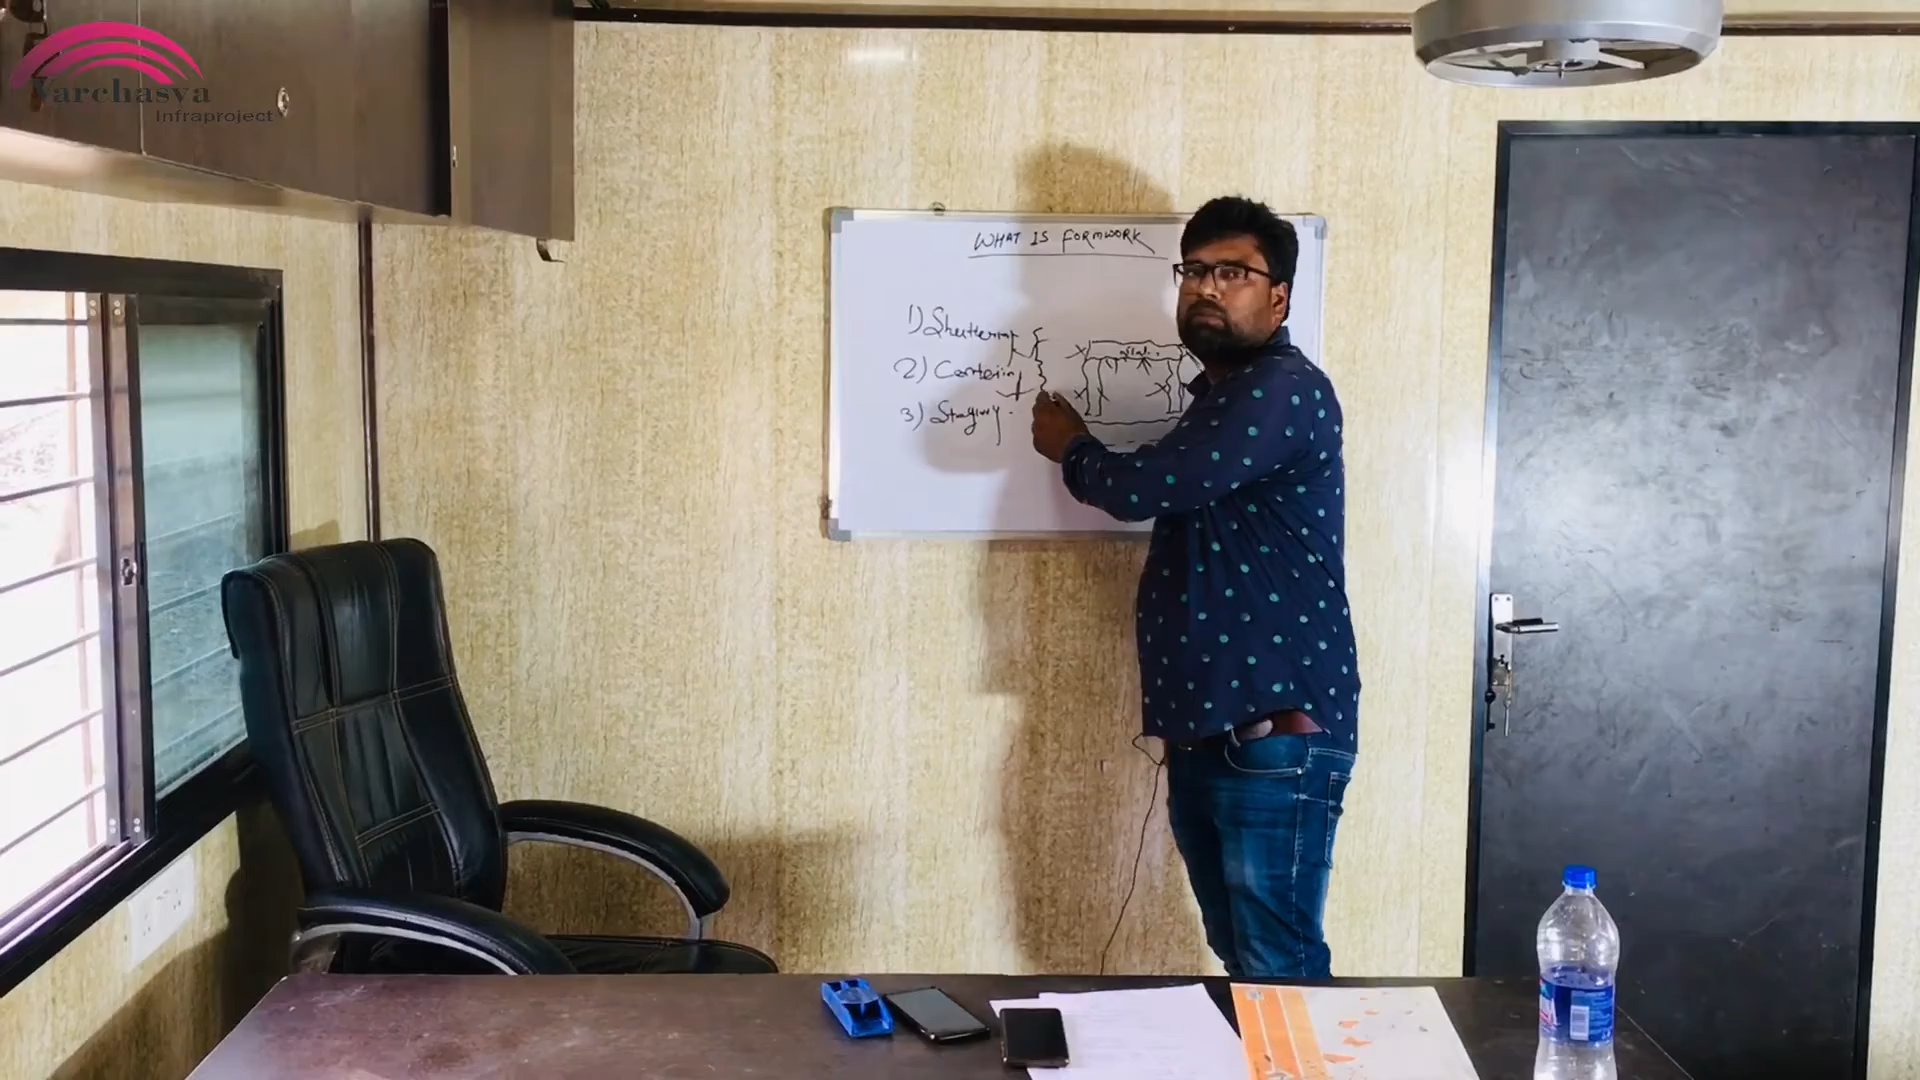 Varchasva
Infraproject
WHAT IS FORMWORK
1) Shuttering
2) Centering
3) Staging.
slab